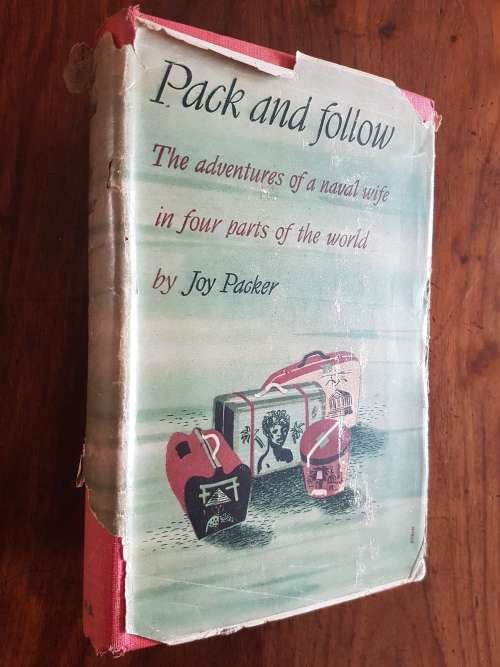 Pack and follow
The adventures of a naval wife
in four parts of the world
by Joy Packer